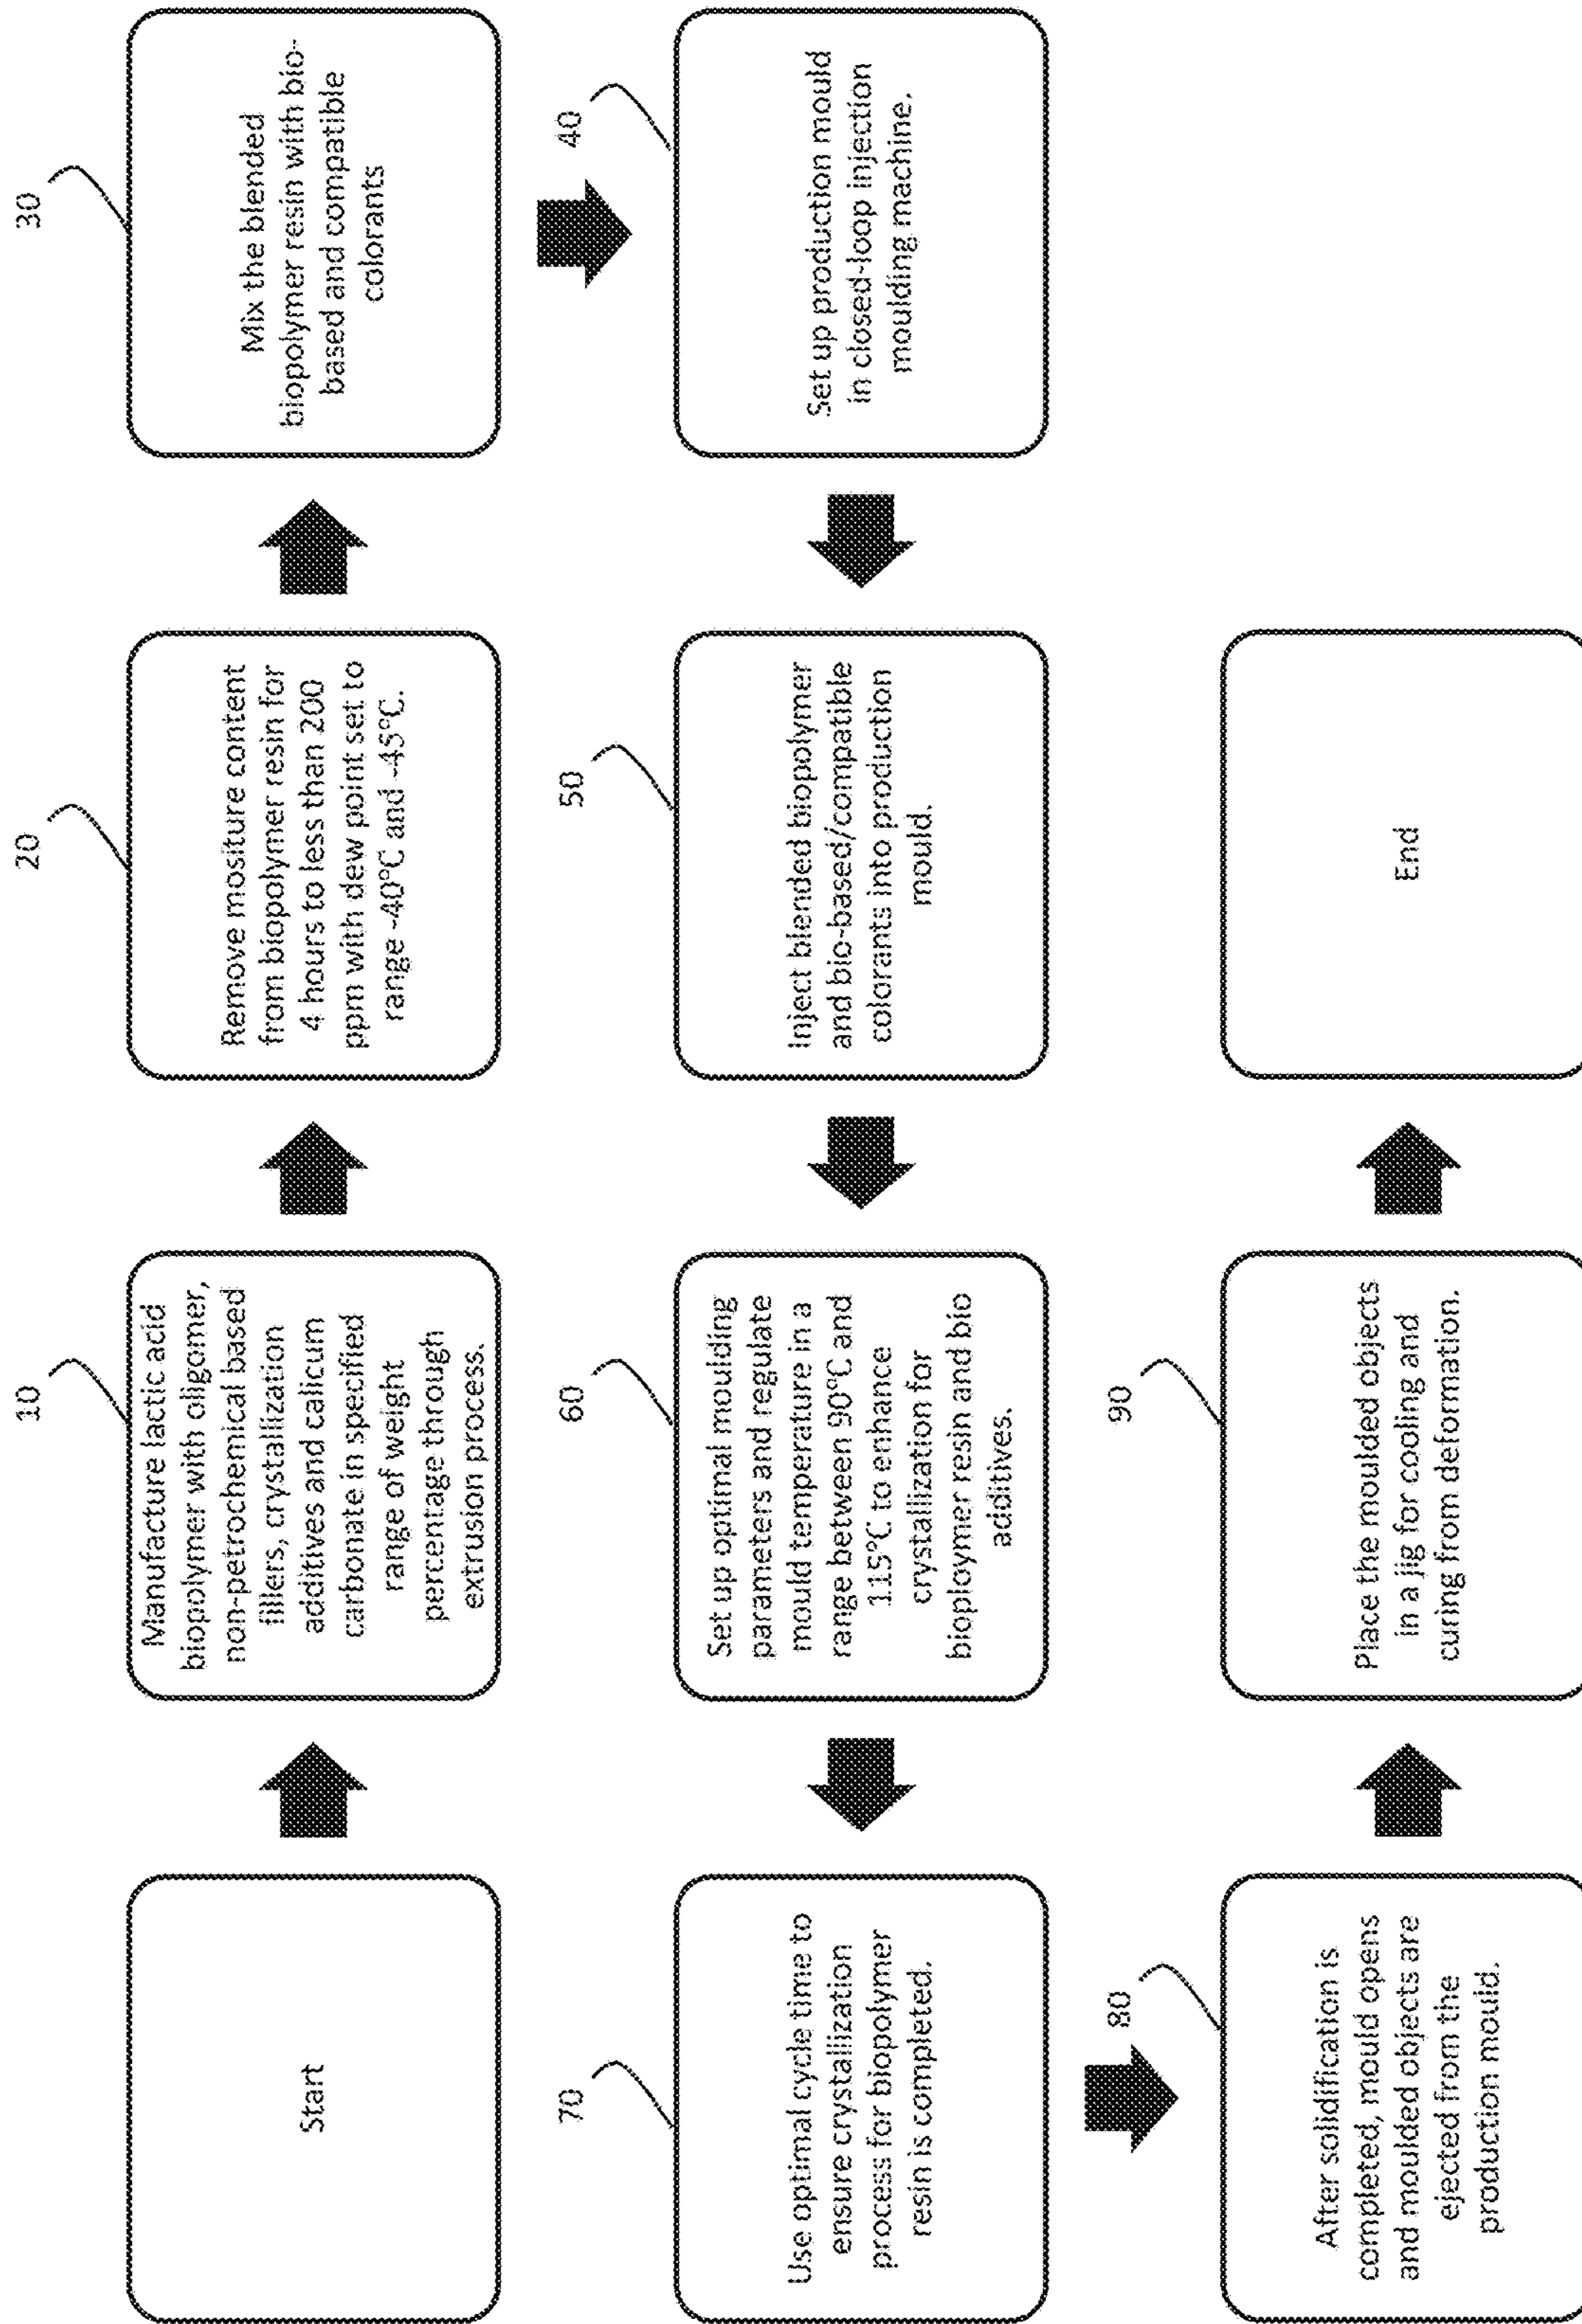 Start
10
Manufacture lactic acid
biopolymer with oligomer,
non-petrochemical based
fillers, crystallization
additives and calicum
carbonate in specified
range of weight
percentage through
extrusion process.
20
Remove mositure content
from biopolymer resin for
4 hours to less than 200
ppm with dew point set to
range -40°C and -45°C.
30
Mix the blended
biopolymer resin with bio-
based and compatible
colorants
40
Set up production mould
in closed-loop injection
moulding machine.
50
Inject blended biopolymer
and bio-based/compatible
colorants into production
mould.
60
Set up optimal moulding
parameters and regulate
mould temperature in a
range between 90°C and
115°C to enhance
crystallization for
bioploymer resin and bio
additives.
70
Use optimal cycle time to
ensure crystallization
process for biopolymer
resin is completed.
80
After solidification is
completed, mould opens
and moulded objects are
ejected from the
production mould.
90
Place the moulded objects
in a jig for cooling and
curing from deformation.
End